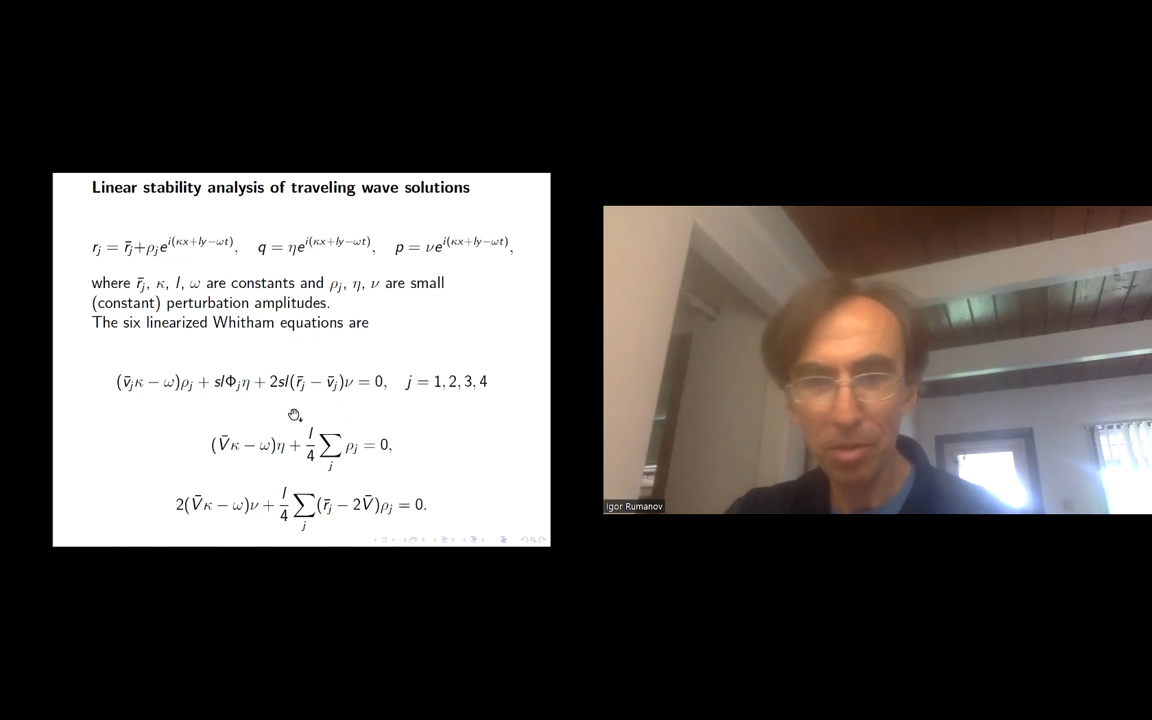 Linear stability analysis of traveling wave solutions
r_j = r̄_j+ρ_je^{i(κx+ly−ωt)}, q = ηe^{i(κx+ly−ωt)}, p = νe^{i(κx+ly−ωt)},
where r̄_j, κ, l, ω are constants and ρ_j, η, ν are small
(constant) perturbation amplitudes.
The six linearized Whitham equations are
(v̄_jκ − ω)ρ_j + slΦ_jη + 2sl(r̄_j − v̄_j)ν = 0, j = 1, 2, 3, 4
(V̄κ − ω)η + l/4 ∑_j ρ_j = 0,
2(V̄κ − ω)ν + l/4 ∑_j (r̄_j − 2V̄)ρ_j = 0.
Igor Rumanov